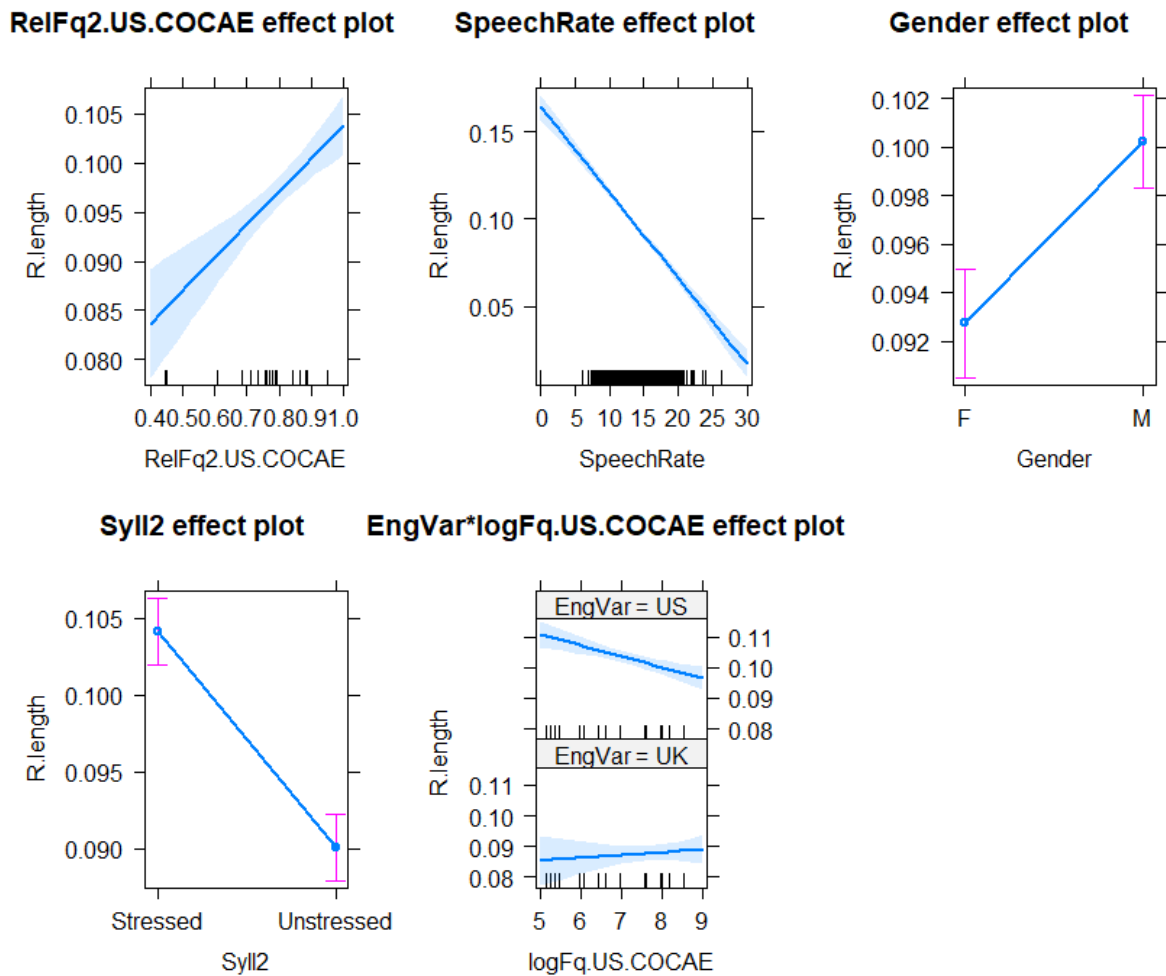 RelFq2.US.COCAE effect plot
R.length
0.105
0.100
0.095
0.090
0.085
0.080
0.40.50.60.70.80.91.0
RelFq2.US.COCAE
SpeechRate effect plot
R.length
0.15
0.10
0.05
0 5 10 15 20 25 30
SpeechRate
Gender effect plot
R.length
0.102
0.100
0.098
0.096
0.094
0.092
F M
Gender
Syll2 effect plot
R.length
0.105
0.100
0.095
0.090
Stressed Unstressed
Syll2
EngVar*logFq.US.COCAE effect plot
R.length
EngVar = US
0.11
0.10
0.09
0.08
EngVar = UK
0.11
0.10
0.09
0.08
5 6 7 8 9
logFq.US.COCAE